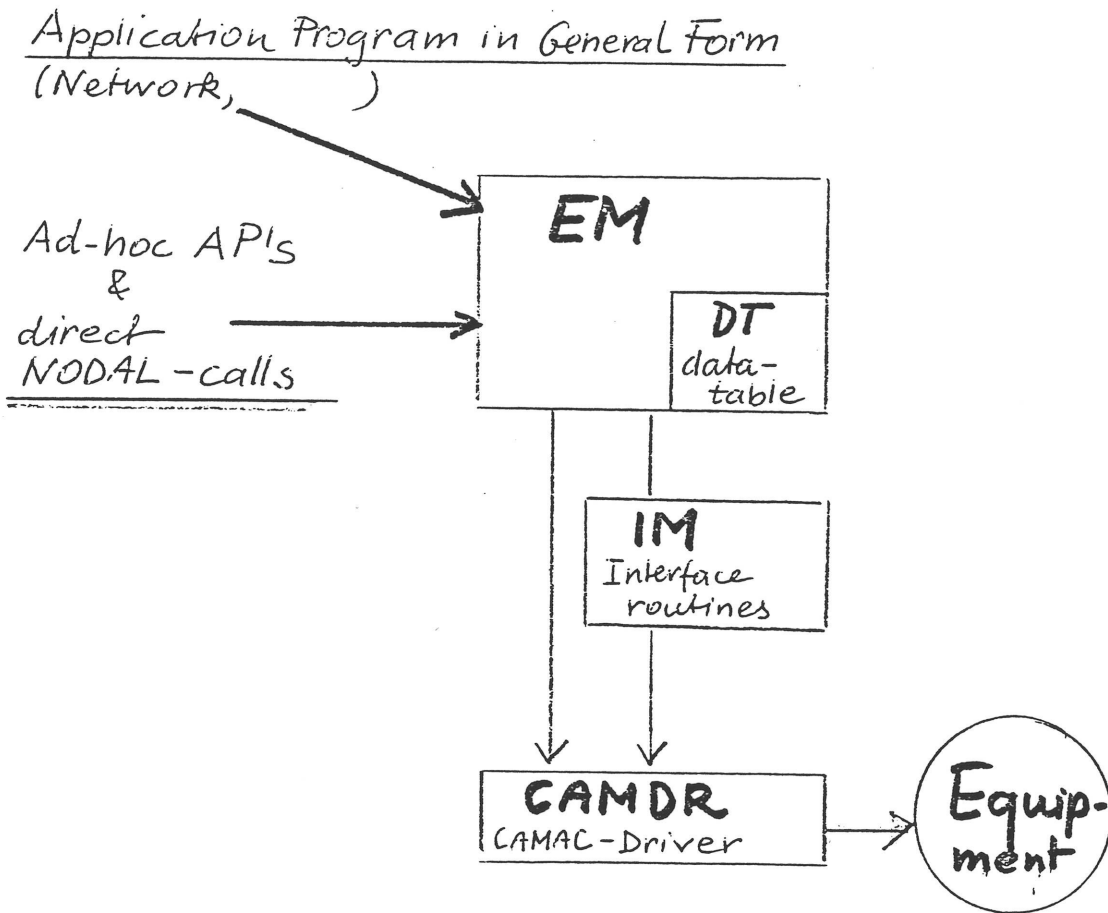 Application Program in General Form
(Network, )
EM
Ad-hoc AP's
&
direct
NODAL-calls
DT
data-
table
IM
Interface
routines
CAMDR
CAMAC-Driver
Equip-
ment